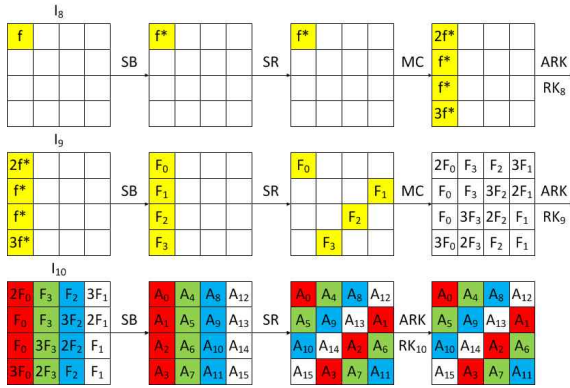 I8
f f* f* 2f*
SB SR MC ARK
f*
f* RK8
3f*
I9
2f* F0 F0 2F0 F3 F2 3F1
SB SR MC ARK
f* F1 F1 F0 F3 3F2 2F1
f* F2 F2 F0 3F3 2F2 F1 RK9
3f* F3 F3 3F0 2F3 F2 F1
I10
2F0 F3 F2 3F1 A0 A4 A8 A12 A0 A4 A8 A12 A0 A4 A8 A12
SB SR ARK
F0 F3 3F2 2F1 A1 A5 A9 A13 A5 A9 A13 A1 A5 A9 A13 A1
F0 3F3 2F2 F1 A2 A6 A10 A14 A10 A14 A2 A6 RK10 A10 A14 A2 A6
3F0 2F3 F2 F1 A3 A7 A11 A15 A15 A3 A7 A11 A15 A3 A7 A11